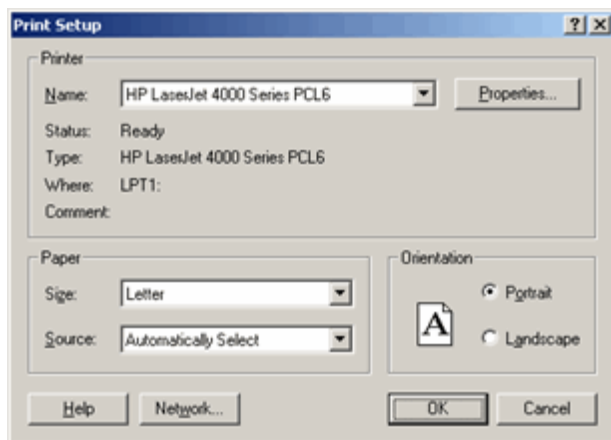 Print Setup
Printer
Name: HP LaserJet 4000 Series PCL6 Properties...
Status: Ready
Type: HP LaserJet 4000 Series PCL6
Where: LPT1:
Comment:
Paper
Size: Letter
Source: Automatically Select
Orientation
A
Portrait
Landscape
Help Network... OK Cancel